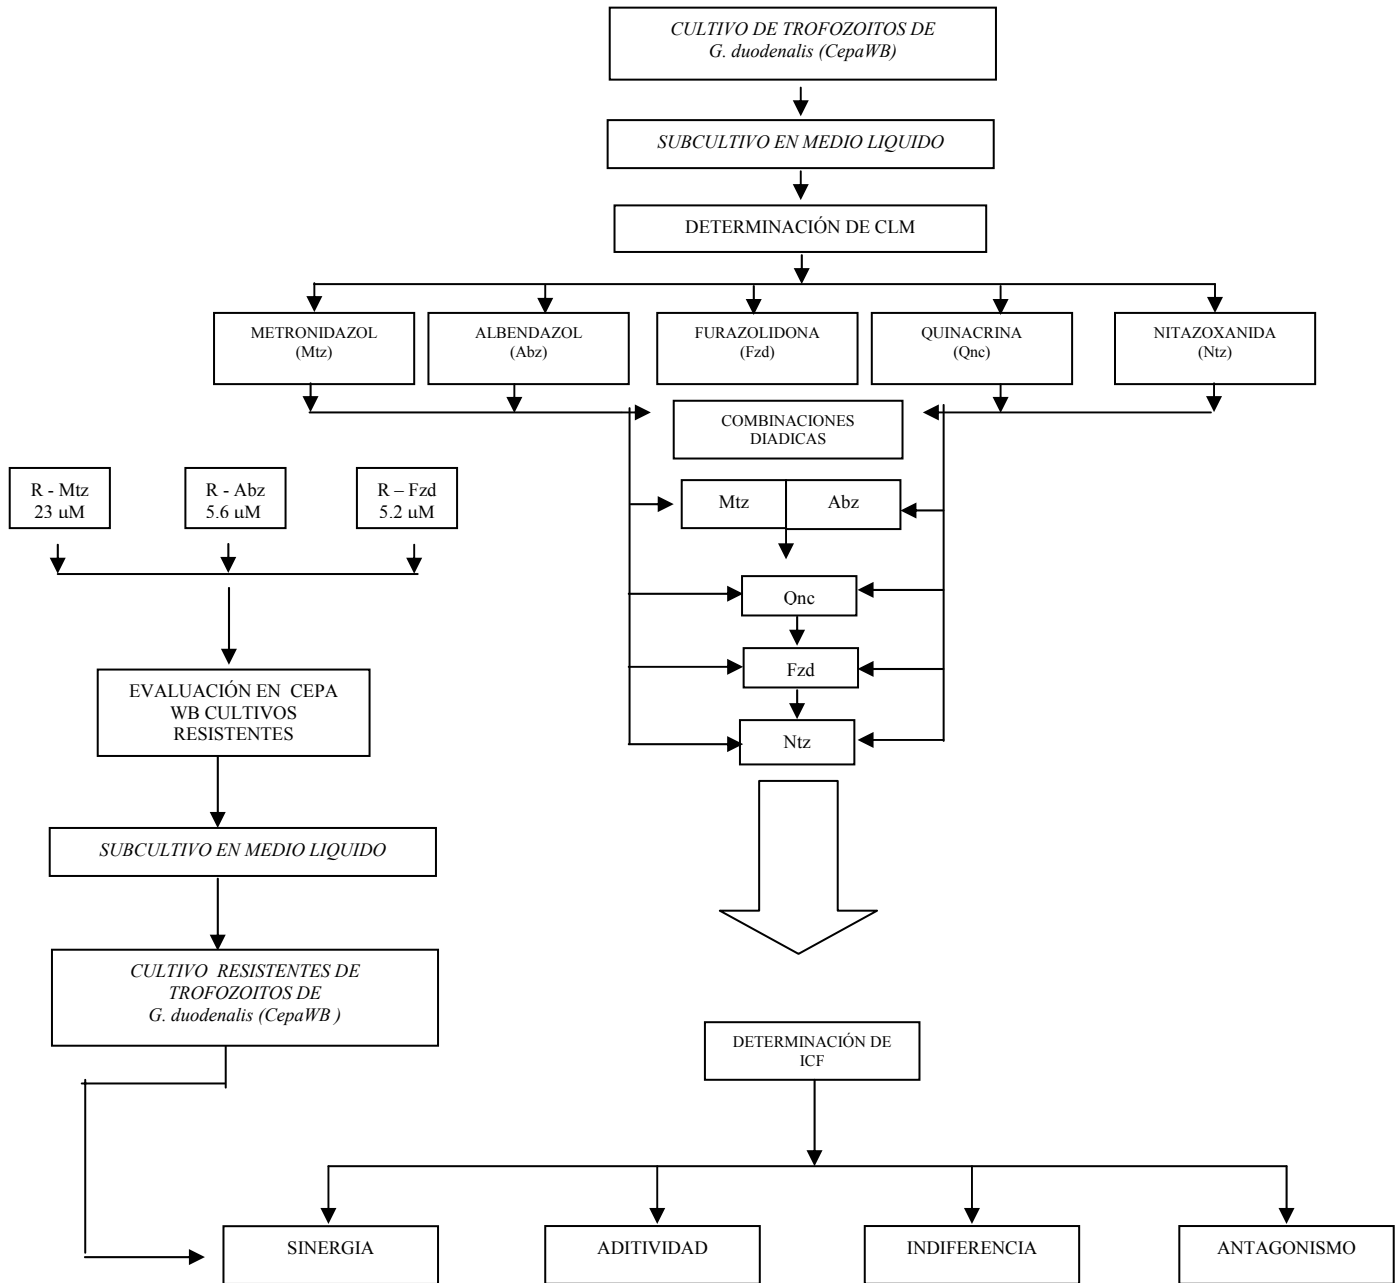 CULTIVO DE TROFOZOITOS DE
G. duodenalis (CepaWB)
SUBCULTIVO EN MEDIO LIQUIDO
DETERMINACIÓN DE CLM
METRONIDAZOL
(Mtz)
ALBENDAZOL
(Abz)
FURAZOLIDONA
(Fzd)
QUINACRINA
(Qnc)
NITAZOXANIDA
(Ntz)
COMBINACIONES
DIADICAS
Mtz
Abz
Qnc
Fzd
Ntz
R - Mtz
23 uM
R - Abz
5.6 uM
R – Fzd
5.2 uM
EVALUACIÓN EN CEPA
WB CULTIVOS
RESISTENTES
SUBCULTIVO EN MEDIO LIQUIDO
CULTIVO RESISTENTES DE
TROFOZOITOS DE
G. duodenalis (CepaWB )
DETERMINACIÓN DE
ICF
SINERGIA
ADITIVIDAD
INDIFERENCIA
ANTAGONISMO